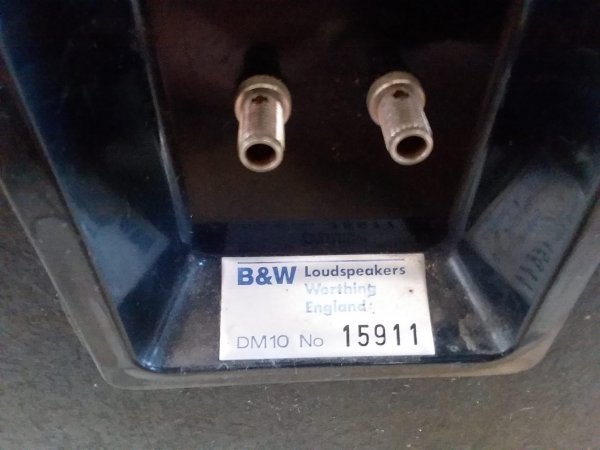 B&W Loudspeakers
Worthing
England
DM10 No 15911